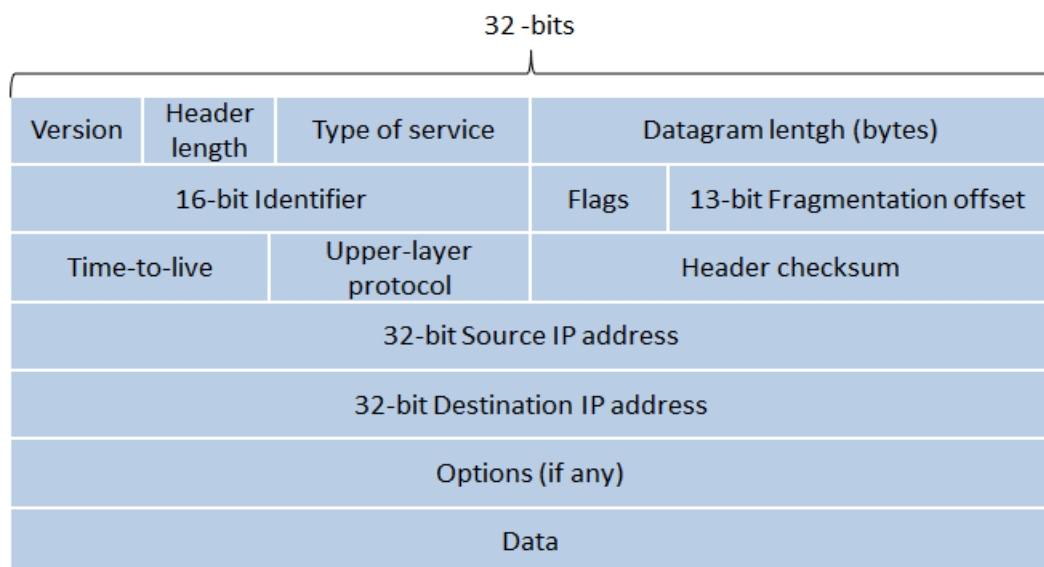 32 -bits
Version
Header
length
Type of service
Datagram lentgh (bytes)
16-bit Identifier
Flags
13-bit Fragmentation offset
Time-to-live
Upper-layer
protocol
Header checksum
32-bit Source IP address
32-bit Destination IP address
Options (if any)
Data